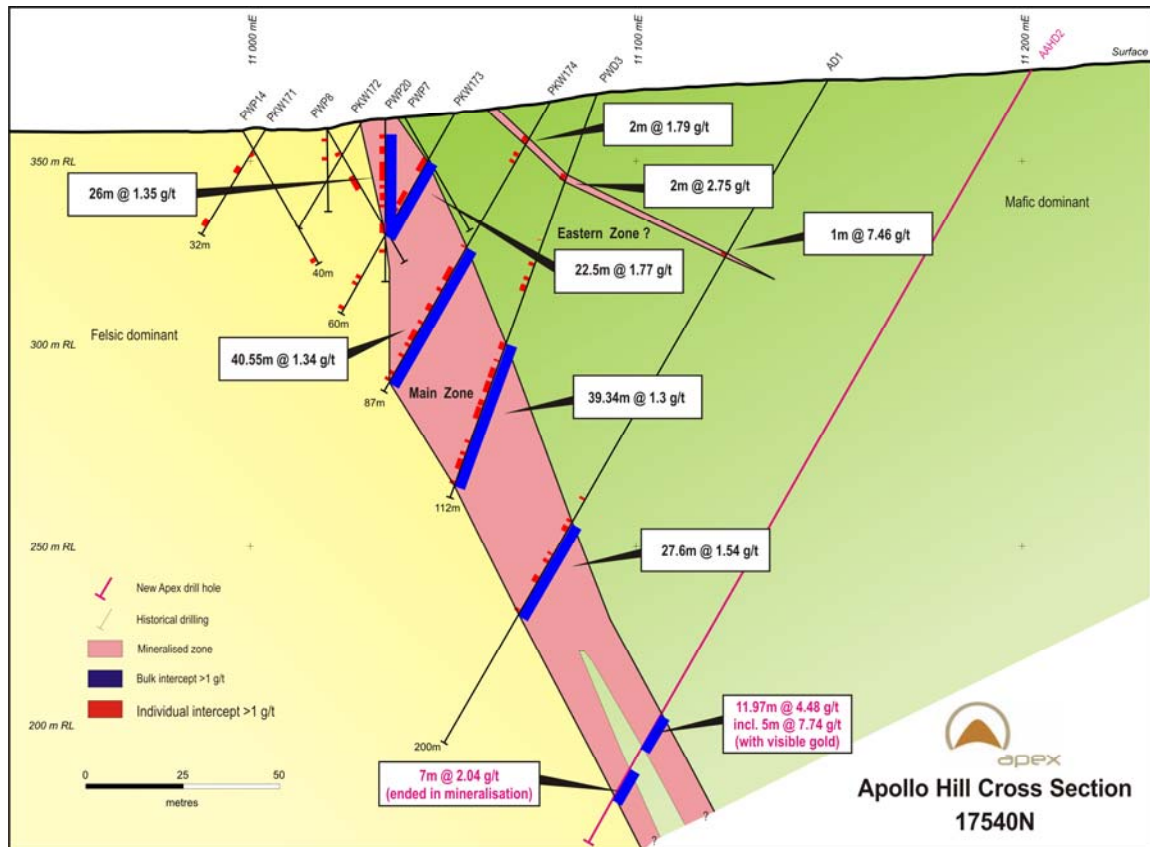 11 000 mE
11 100 mE
11 200 mE
PWP14
PKW171
PWP8
PKW172
PWP20
PWP7
PKW173
PKW174
PWD3
AD1
AAHD2
Surface
350 m RL
300 m RL
250 m RL
200 m RL
26m @ 1.35 g/t
2m @ 1.79 g/t
2m @ 2.75 g/t
1m @ 7.46 g/t
Mafic dominant
Eastern Zone ?
22.5m @ 1.77 g/t
32m
40m
60m
Felsic dominant
40.55m @ 1.34 g/t
87m
Main Zone
39.34m @ 1.3 g/t
112m
27.6m @ 1.54 g/t
200m
11.97m @ 4.48 g/t
incl. 5m @ 7.74 g/t
(with visible gold)
7m @ 2.04 g/t
(ended in mineralisation)
?
?
New Apex drill hole
Historical drilling
Mineralised zone
Bulk intercept >1 g/t
Individual intercept >1 g/t
0
25
50
metres
apex
Apollo Hill Cross Section
17540N